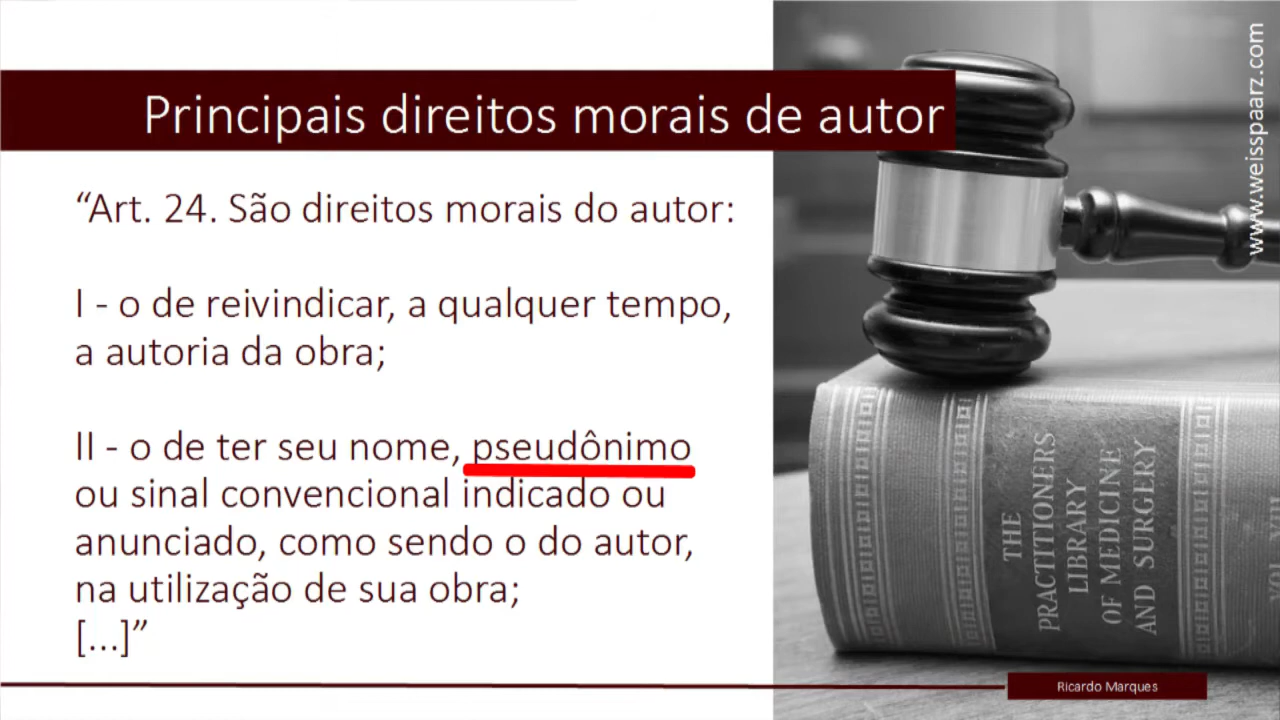 Principais direitos morais de autor
“Art. 24. São direitos morais do autor:
I - o de reivindicar, a qualquer tempo,
a autoria da obra;
II - o de ter seu nome, pseudônimo
ou sinal convencional indicado ou
anunciado, como sendo o do autor,
na utilização de sua obra;
[...]”
www.weisspaarz.com
THE
PRACTITIONERS
LIBRARY
OF MEDICINE
AND SURGERY
Ricardo Marques